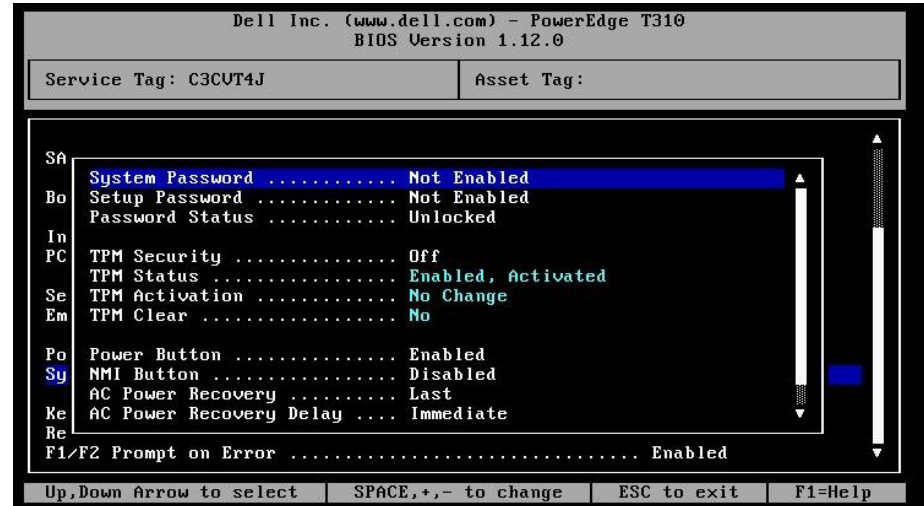 Dell Inc. (www.dell.com) - PowerEdge T310
BIOS Version 1.12.0
Service Tag: C3CVT4J Asset Tag:
SA
System Password ............ Not Enabled
Bo Setup Password ............. Not Enabled
Password Status ............ Unlocked
In
PC TPM Security ............... Off
TPM Status ................. Enabled, Activated
Se TPM Activation ............. No Change
Em TPM Clear .................. No
Po Power Button ............... Enabled
Sy NMI Button ................. Disabled
AC Power Recovery .......... Last
Ke AC Power Recovery Delay .... Immediate
Re
F1/F2 Prompt on Error ................................ Enabled
Up,Down Arrow to select SPACE,+,- to change ESC to exit F1=Help